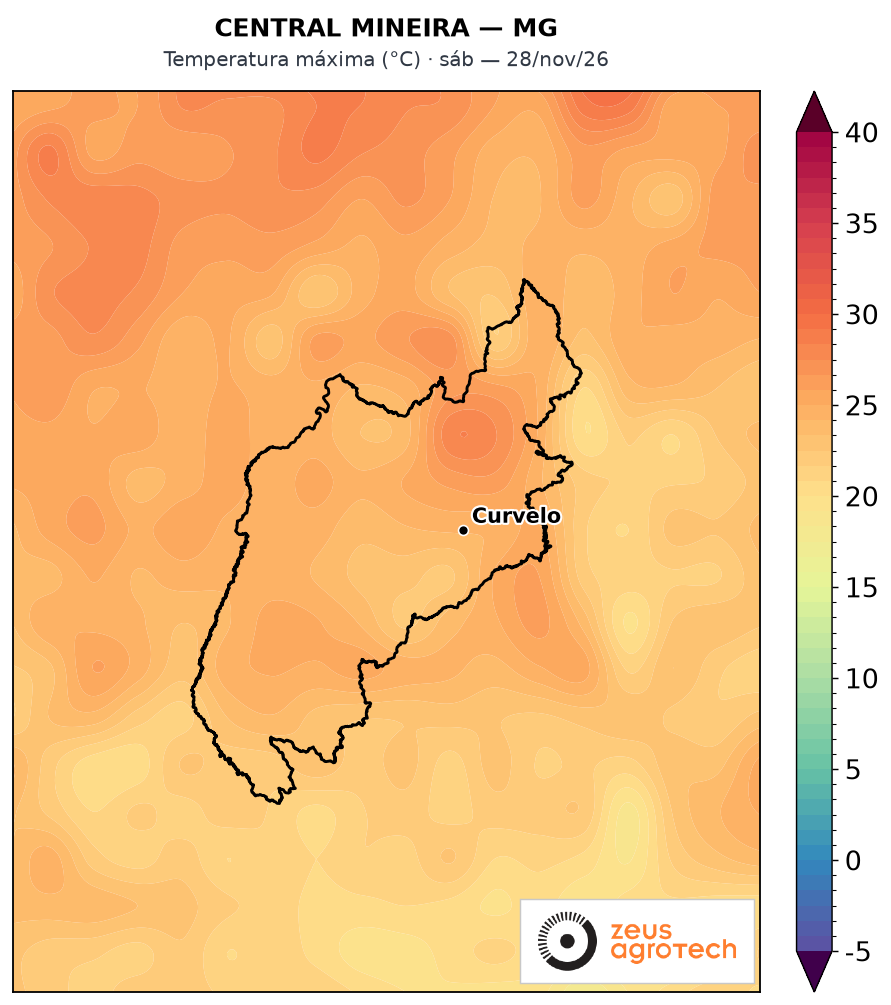 CENTRAL MINEIRA — MG
Temperatura máxima (°C) · sáb — 28/nov/26
40
35
30
25
20
15
10
5
0
-5
Curvelo
zeus
agrotech